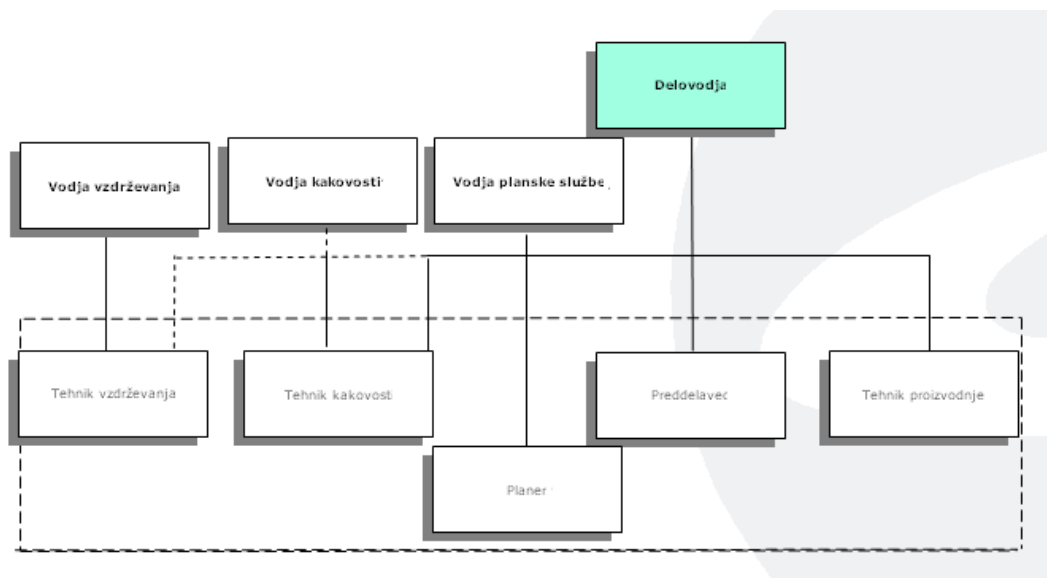 Delovodja
Vodja vzdrževanja
Vodja kakovosti
Vodja planske službe
Tehnik vzdrževanja
Tehnik kakovosti
Preddelavec
Tehnik proizvodnje
Planer